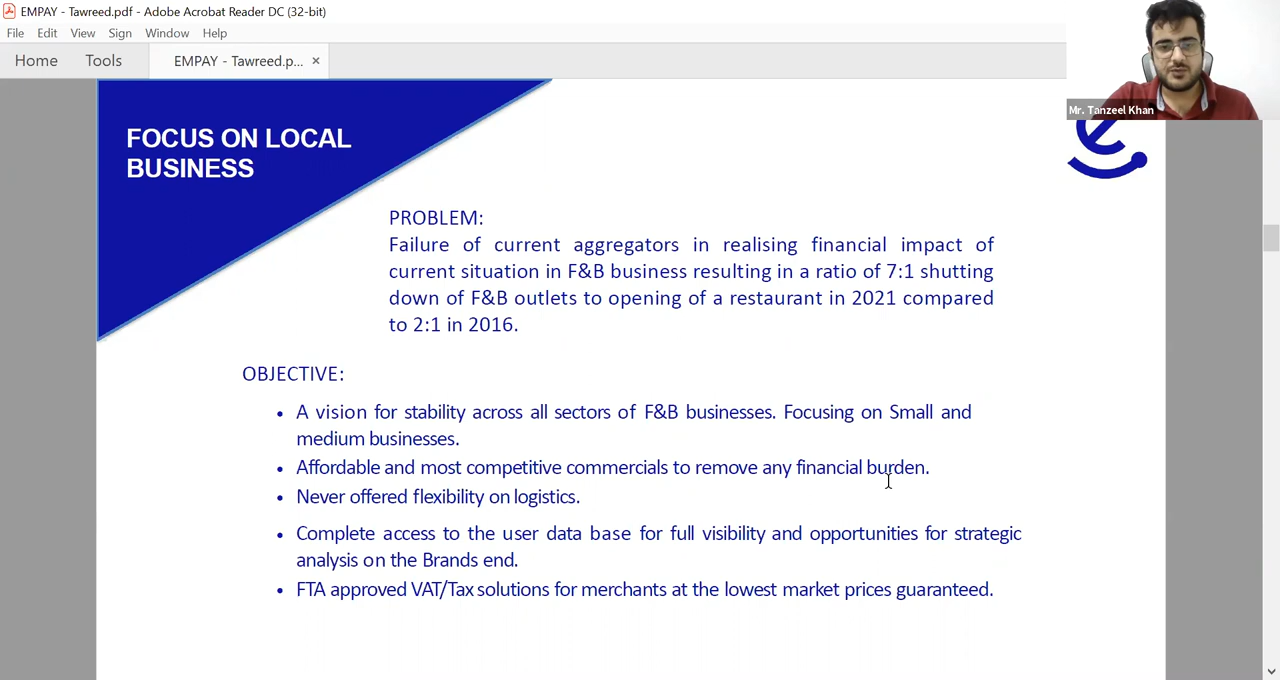 EMPAY - Tawreed.pdf - Adobe Acrobat Reader DC (32-bit)
File Edit View Sign Window Help
Home Tools EMPAY - Tawreed.p... ×
Mr. Tanzeel Khan
FOCUS ON LOCAL
BUSINESS
PROBLEM:
Failure of current aggregators in realising financial impact of
current situation in F&B business resulting in a ratio of 7:1 shutting
down of F&B outlets to opening of a restaurant in 2021 compared
to 2:1 in 2016.
OBJECTIVE:
• A vision for stability across all sectors of F&B businesses. Focusing on Small and
medium businesses.
• Affordable and most competitive commercials to remove any financial burden.
• Never offered flexibility on logistics.
• Complete access to the user data base for full visibility and opportunities for strategic
analysis on the Brands end.
• FTA approved VAT/Tax solutions for merchants at the lowest market prices guaranteed.